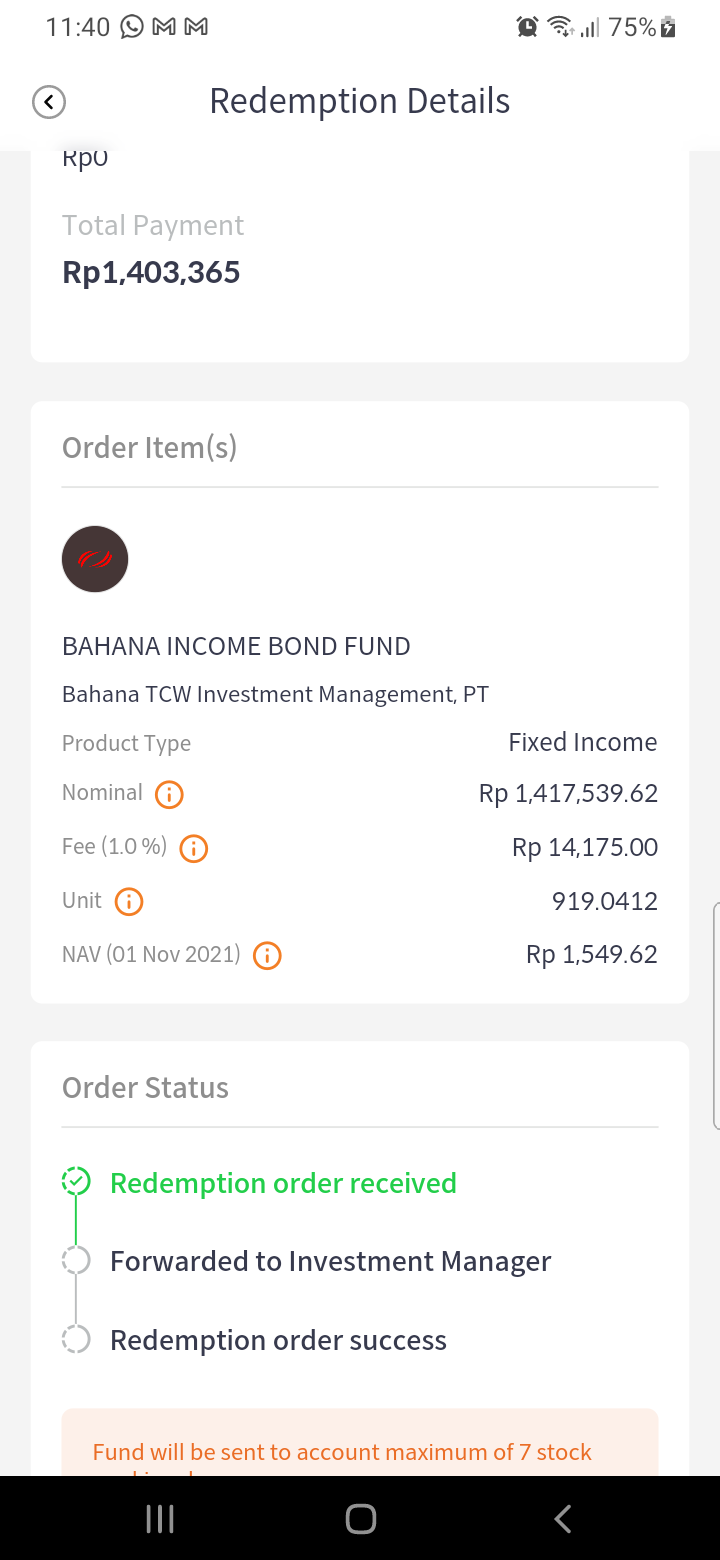 11:40
75%
Redemption Details
Rp0
Total Payment
Rp1,403,365
Order Item(s)
BAHANA INCOME BOND FUND
Bahana TCW Investment Management, PT
Product Type Fixed Income
Nominal Rp 1,417,539.62
Fee (1.0 %) Rp 14,175.00
Unit 919.0412
NAV (01 Nov 2021) Rp 1,549.62
Order Status
Redemption order received
Forwarded to Investment Manager
Redemption order success
Fund will be sent to account maximum of 7 stock